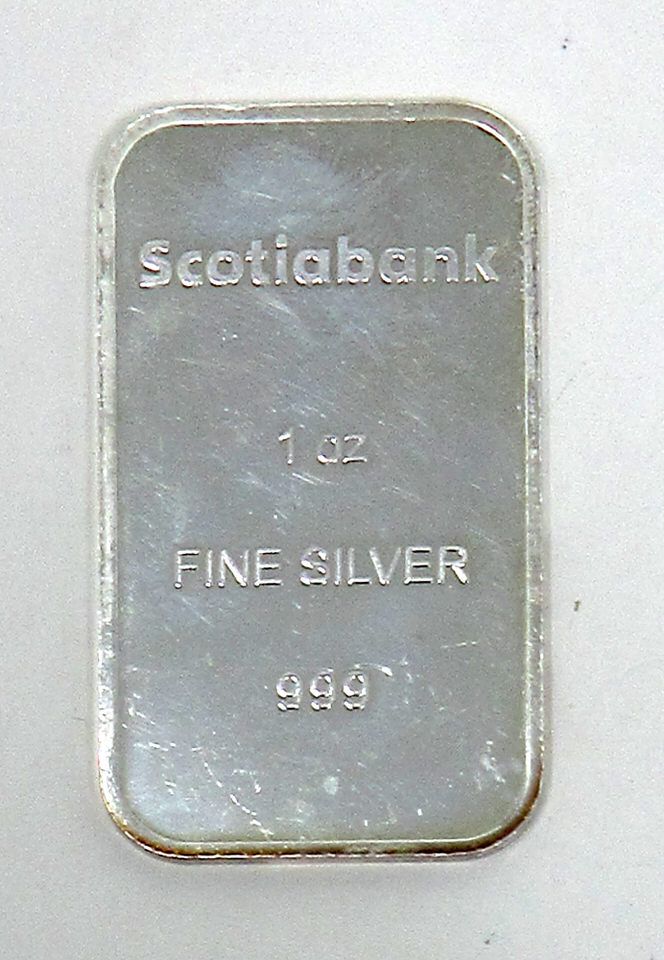 Scotiabank
1 oz
FINE SILVER
999